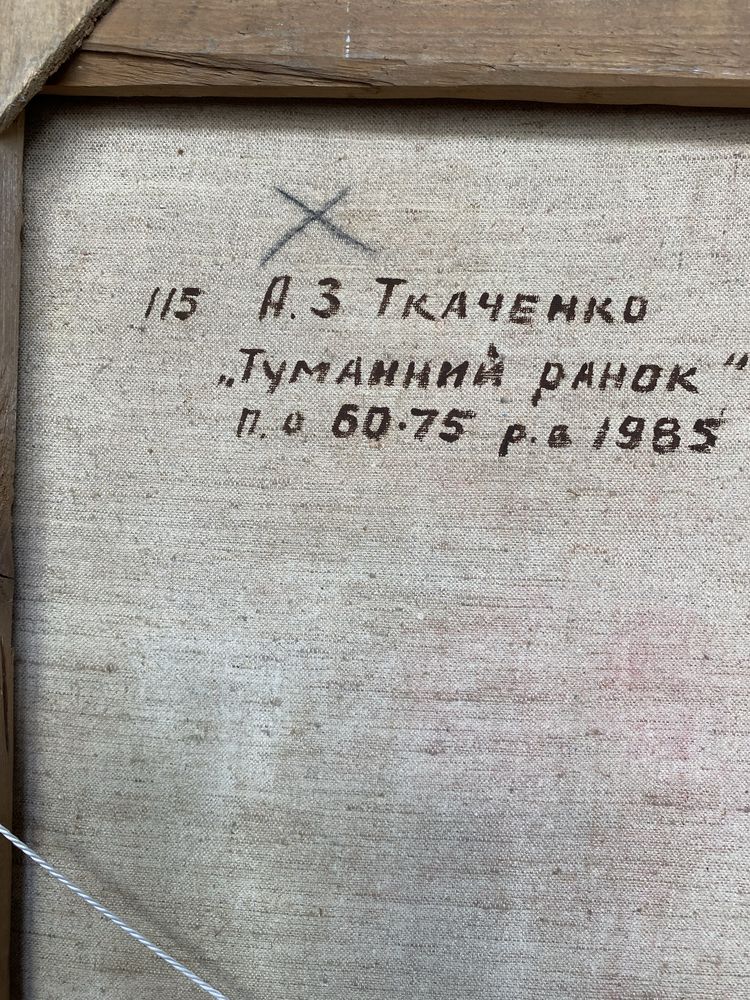 115 А. З ТКАЧЕНКО
„ТУМАННИЙ РАНОК"
П. О 60·75 р. в 1985